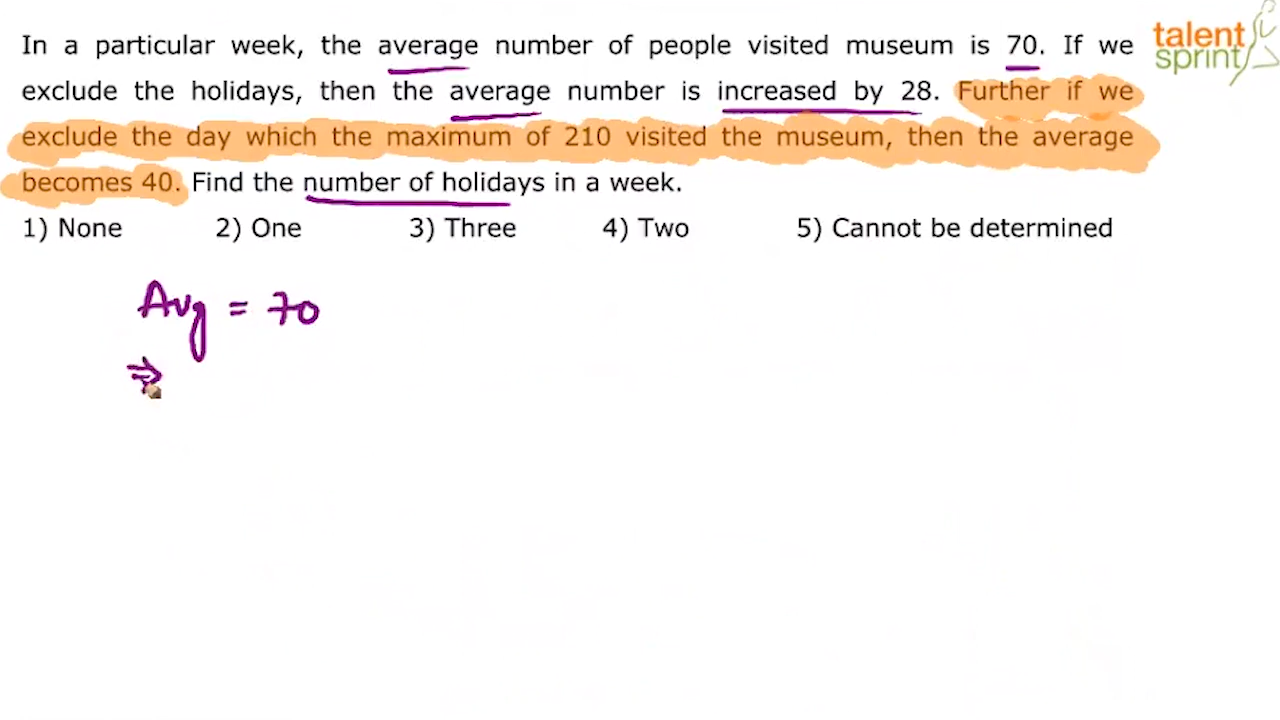 talent
sprint
In a particular week, the average number of people visited museum is 70. If we
exclude the holidays, then the average number is increased by 28. Further if we
exclude the day which the maximum of 210 visited the museum, then the average
becomes 40. Find the number of holidays in a week.
1) None 2) One 3) Three 4) Two 5) Cannot be determined
Avg = 70
⇒